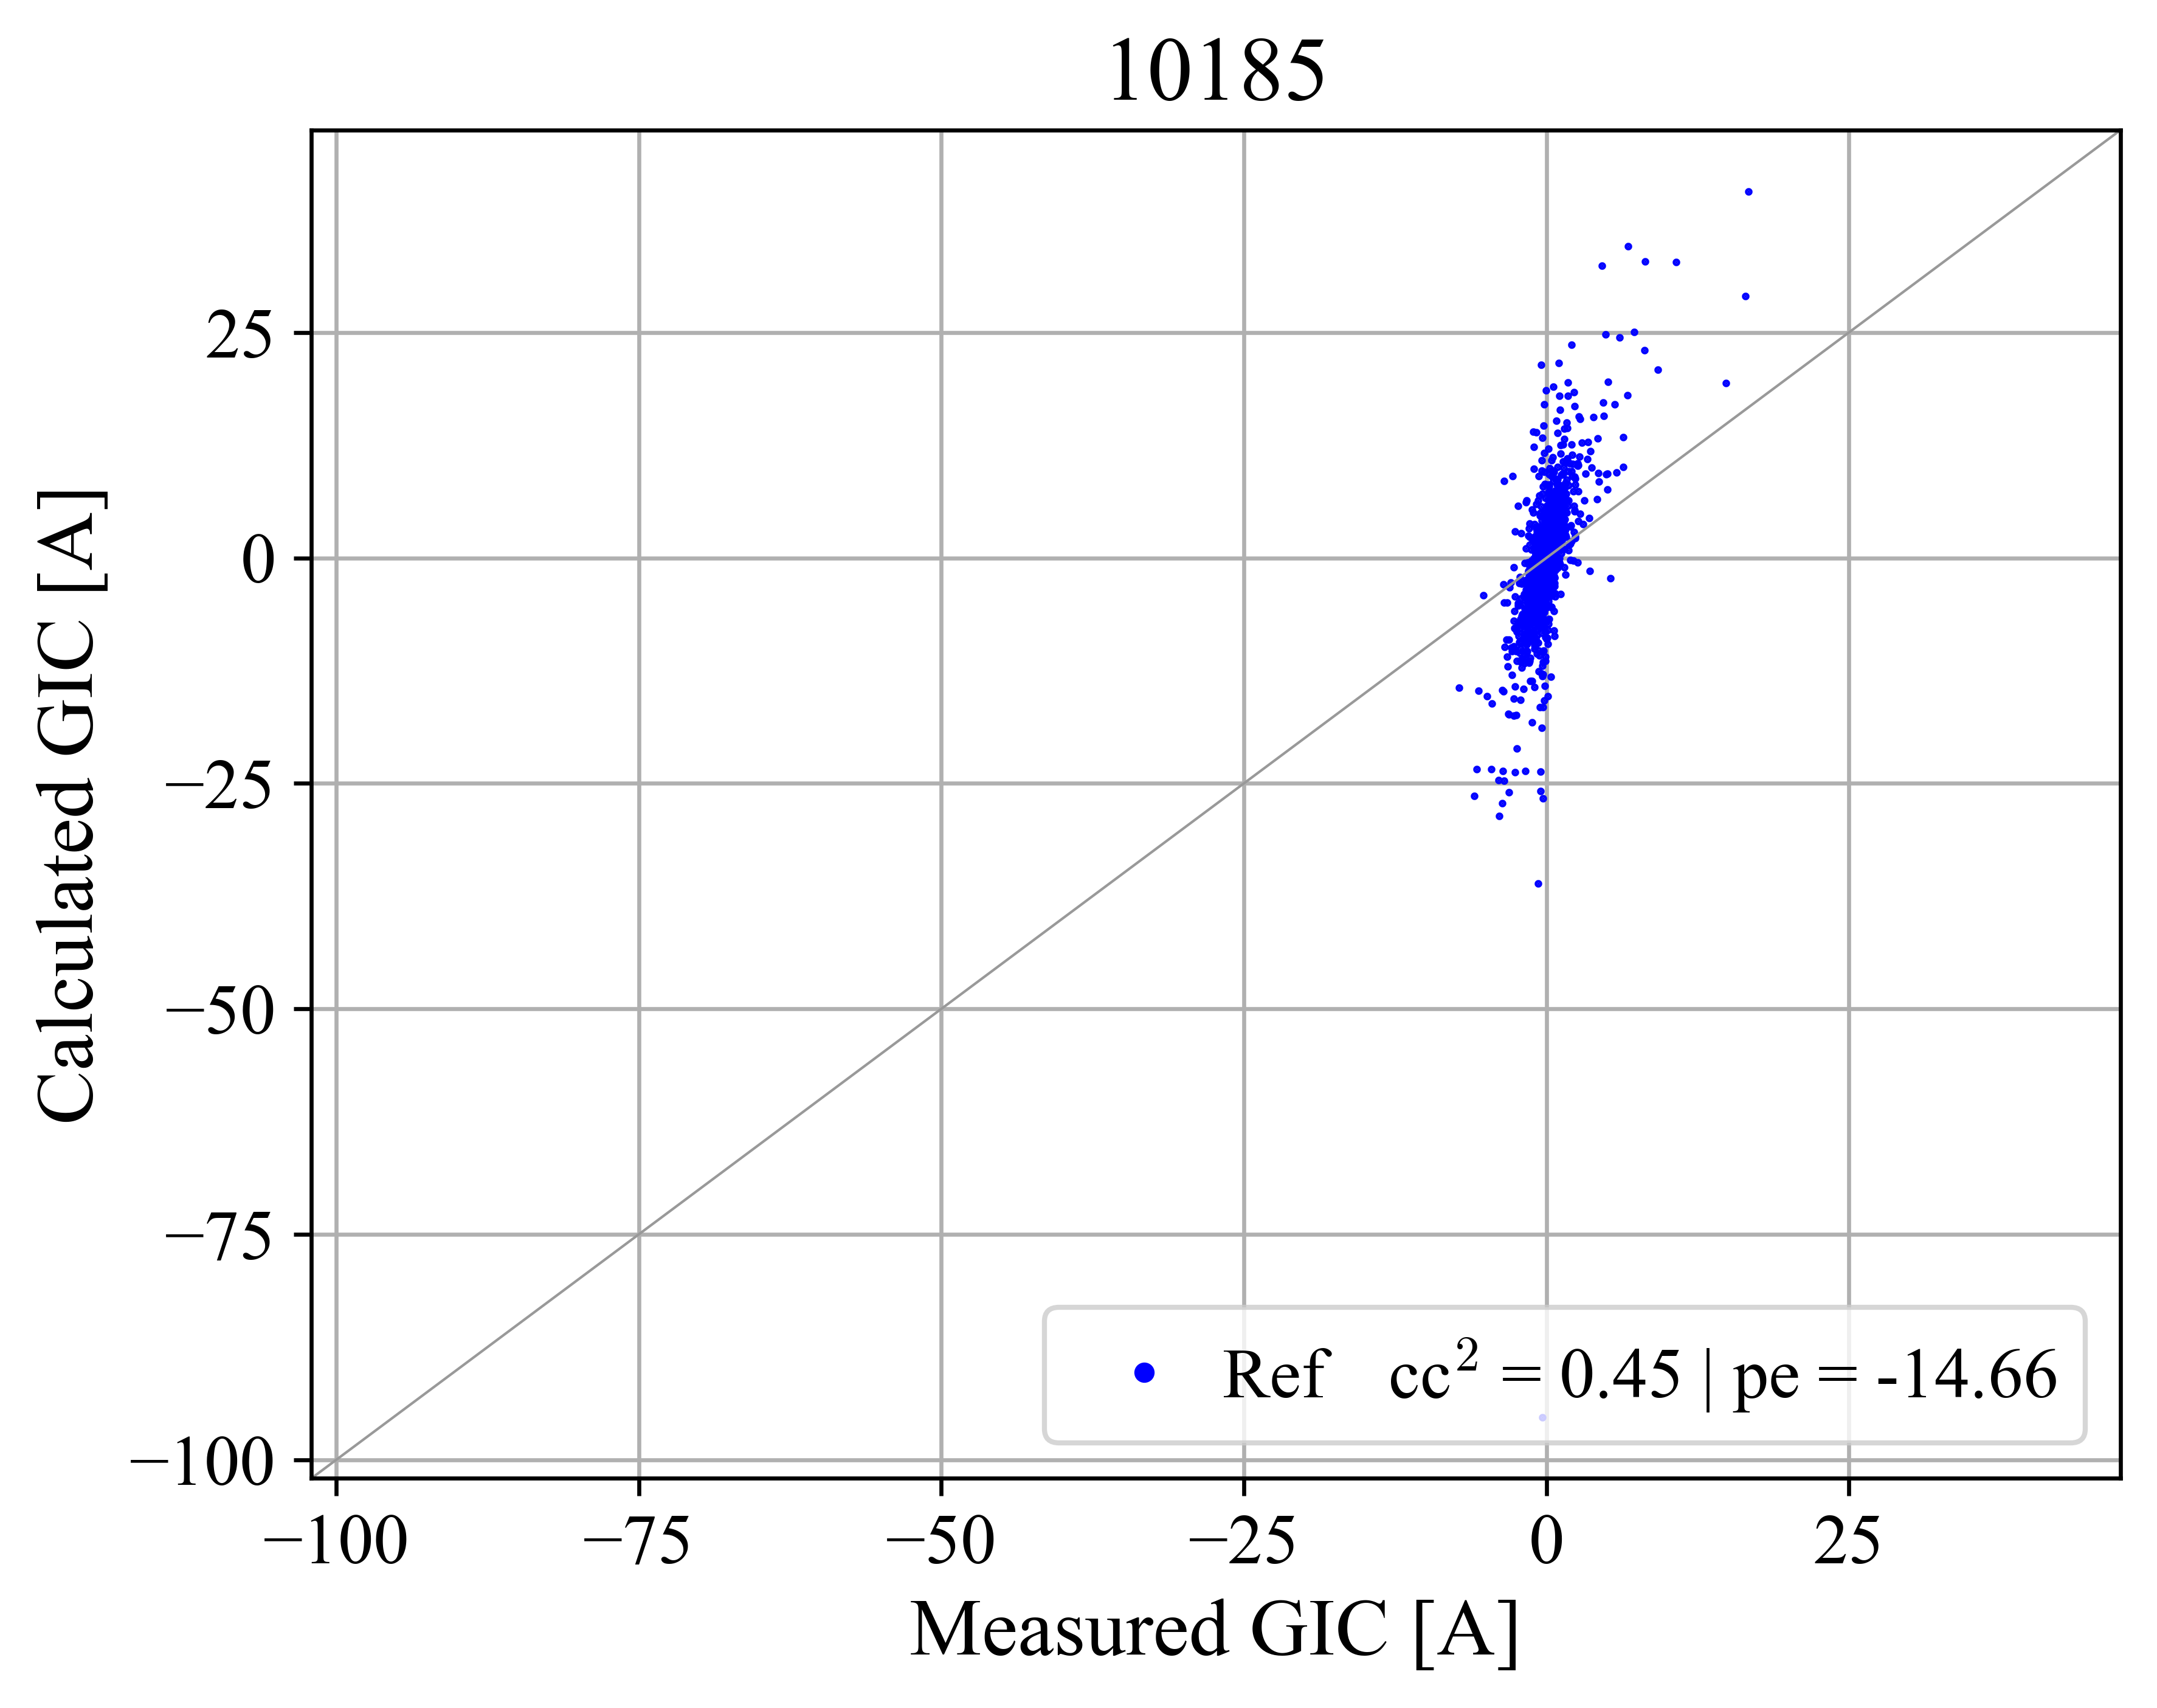 10185
Calculated GIC [A]
25
0
−25
−50
−75
−100
Ref cc² = 0.45 | pe = -14.66
−100 −75 −50 −25 0 25
Measured GIC [A]